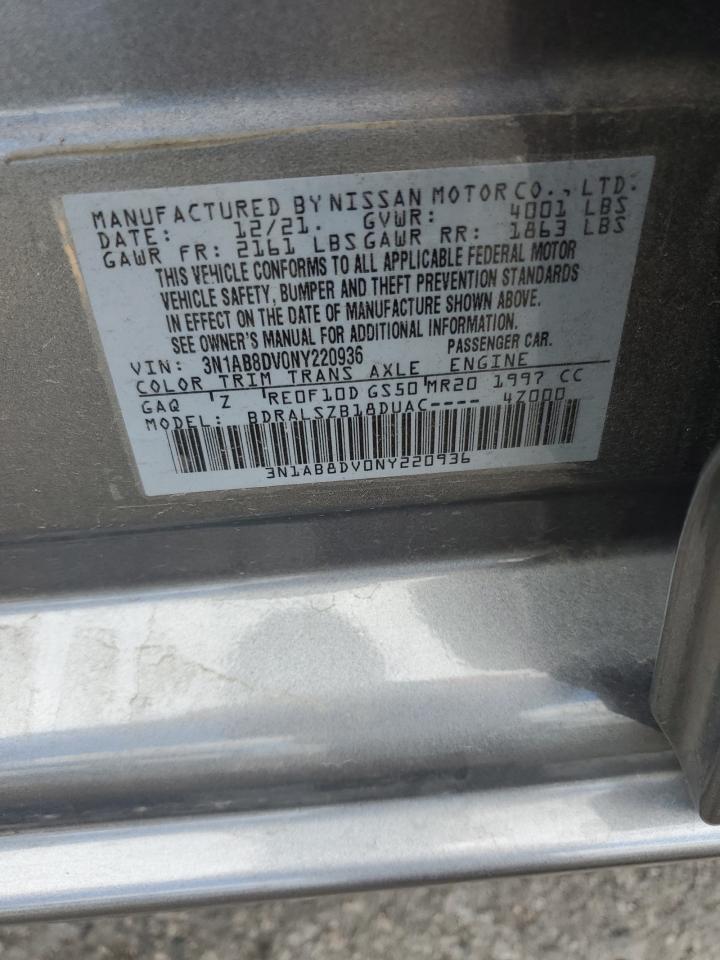 MANUFACTURED BY NISSAN MOTOR CO., LTD.
DATE: 12/21. GVWR: 4001 LBS
GAWR FR: 2161 LBS GAWR RR: 1863 LBS
THIS VEHICLE CONFORMS TO ALL APPLICABLE FEDERAL MOTOR
VEHICLE SAFETY, BUMPER AND THEFT PREVENTION STANDARDS
IN EFFECT ON THE DATE OF MANUFACTURE SHOWN ABOVE.
SEE OWNER'S MANUAL FOR ADDITIONAL INFORMATION.
VIN: 3N1AB8DV0NY220936 PASSENGER CAR.
COLOR TRIM TRANS AXLE ENGINE
GAQ Z RE0F10D GS50 MR20 1997 CC
MODEL: BDRALSZB18DUAC---- 4Z000
3N1AB8DV0NY220936